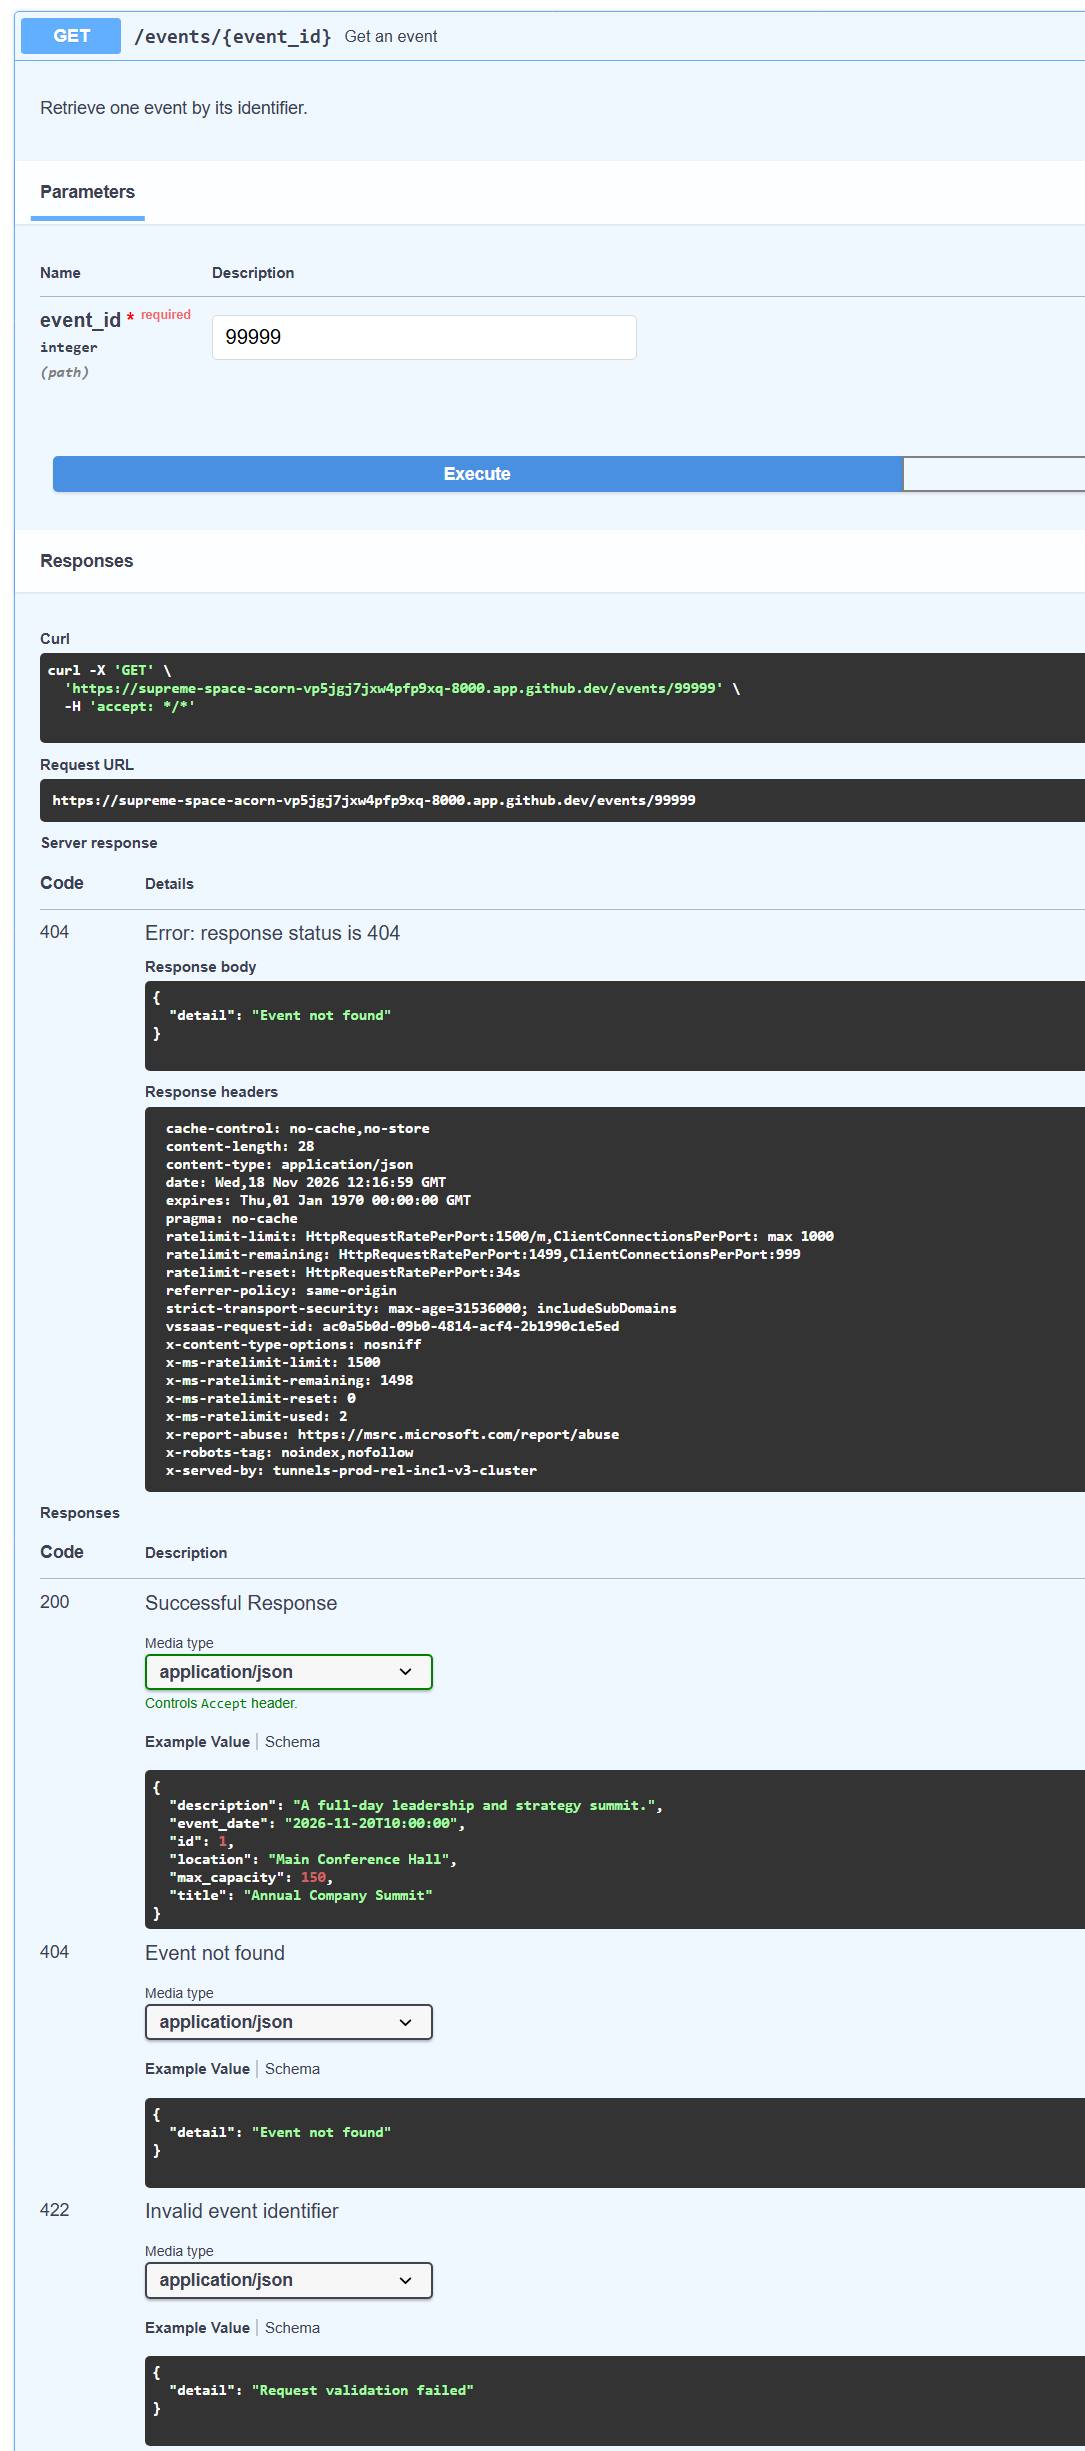 GET /events/{event_id} Get an event
Retrieve one event by its identifier.
Parameters
Name Description
event_id * required 99999
integer
(path)
Execute
Responses
Curl
curl -X 'GET' \
  'https://supreme-space-acorn-vp5jgj7jxw4pfp9xq-8000.app.github.dev/events/99999' \
  -H 'accept: */*'
Request URL
https://supreme-space-acorn-vp5jgj7jxw4pfp9xq-8000.app.github.dev/events/99999
Server response
Code Details
404 Error: response status is 404
Response body
{
  "detail": "Event not found"
}
Response headers
cache-control: no-cache,no-store
content-length: 28
content-type: application/json
date: Wed,18 Nov 2026 12:16:59 GMT
expires: Thu,01 Jan 1970 00:00:00 GMT
pragma: no-cache
ratelimit-limit: HttpRequestRatePerPort:1500/m,ClientConnectionsPerPort: max 1000
ratelimit-remaining: HttpRequestRatePerPort:1499,ClientConnectionsPerPort:999
ratelimit-reset: HttpRequestRatePerPort:34s
referrer-policy: same-origin
strict-transport-security: max-age=31536000; includeSubDomains
vssaas-request-id: ac0a5b0d-09b0-4814-acf4-2b1990c1e5ed
x-content-type-options: nosniff
x-ms-ratelimit-limit: 1500
x-ms-ratelimit-remaining: 1498
x-ms-ratelimit-reset: 0
x-ms-ratelimit-used: 2
x-report-abuse: https://msrc.microsoft.com/report/abuse
x-robots-tag: noindex,nofollow
x-served-by: tunnels-prod-rel-inc1-v3-cluster
Responses
Code Description
200 Successful Response
Media type
application/json
Controls Accept header.
Example Value Schema
{
  "description": "A full-day leadership and strategy summit.",
  "event_date": "2026-11-20T10:00:00",
  "id": 1,
  "location": "Main Conference Hall",
  "max_capacity": 150,
  "title": "Annual Company Summit"
}
404 Event not found
Media type
application/json
Example Value Schema
{
  "detail": "Event not found"
}
422 Invalid event identifier
Media type
application/json
Example Value Schema
{
  "detail": "Request validation failed"
}